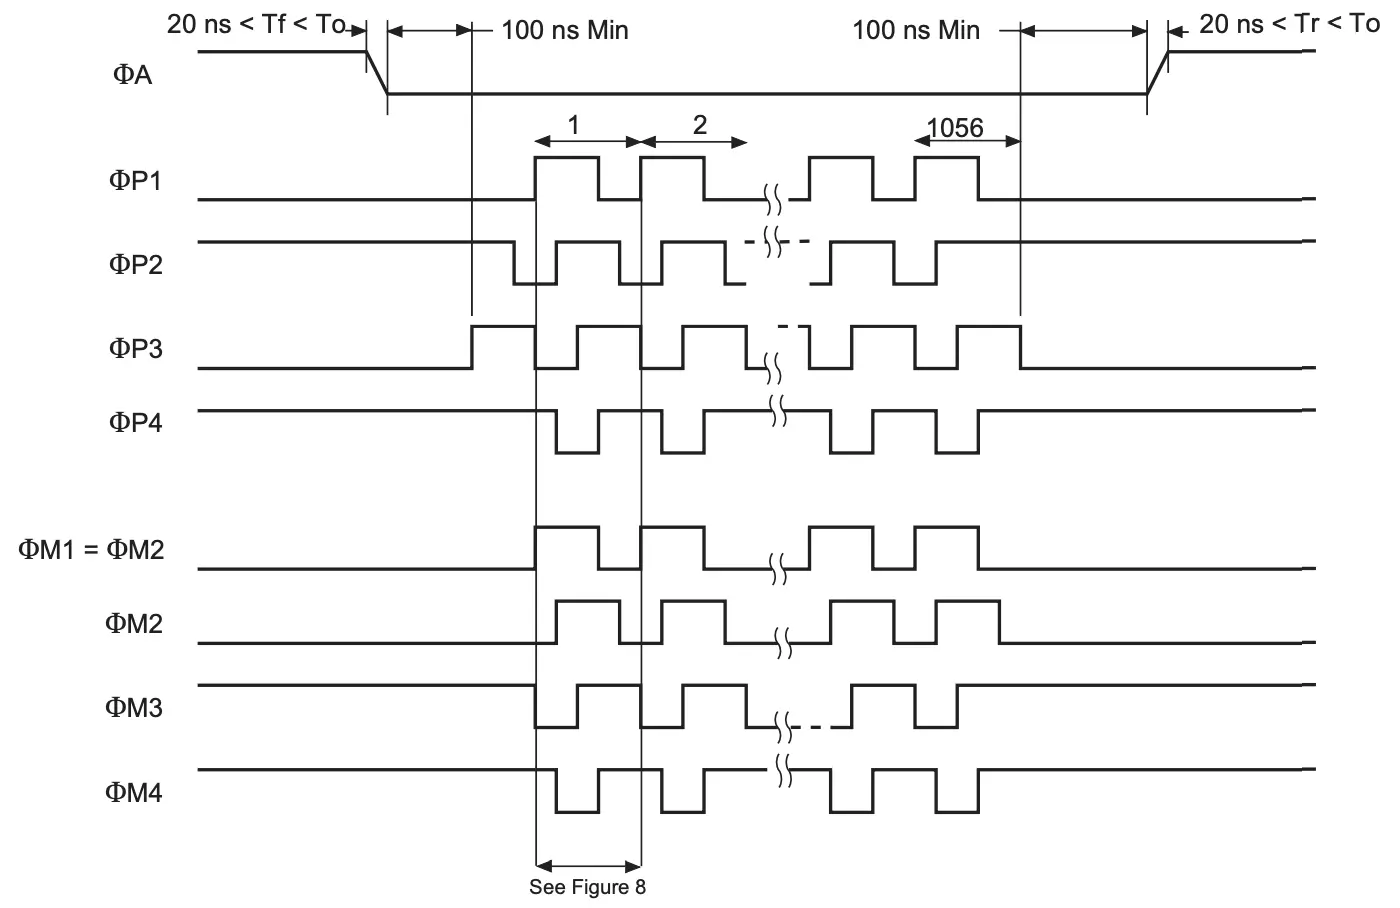 20 ns < Tf < To
100 ns Min
100 ns Min
20 ns < Tr < To
ΦA
1
2
1056
ΦP1
ΦP2
ΦP3
ΦP4
ΦM1 = ΦM2
ΦM2
ΦM3
ΦM4
See Figure 8